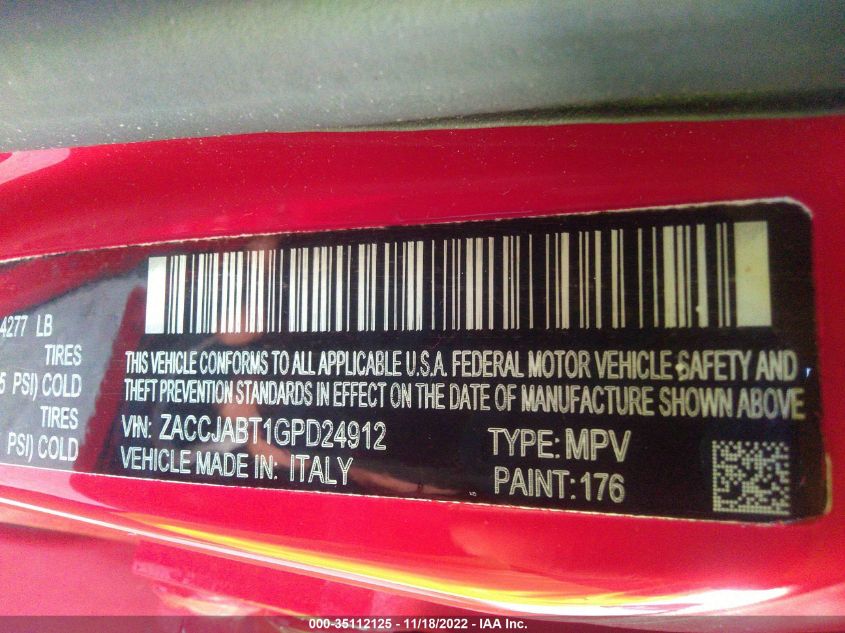 4277 LB
TIRES
5 PSI) COLD
TIRES
PSI) COLD
THIS VEHICLE CONFORMS TO ALL APPLICABLE U.S.A. FEDERAL MOTOR VEHICLE SAFETY AND
THEFT PREVENTION STANDARDS IN EFFECT ON THE DATE OF MANUFACTURE SHOWN ABOVE
VIN: ZACCJABT1GPD24912
TYPE: MPV
VEHICLE MADE IN: ITALY
PAINT: 176
000-35112125 - 11/18/2022 - IAA Inc.